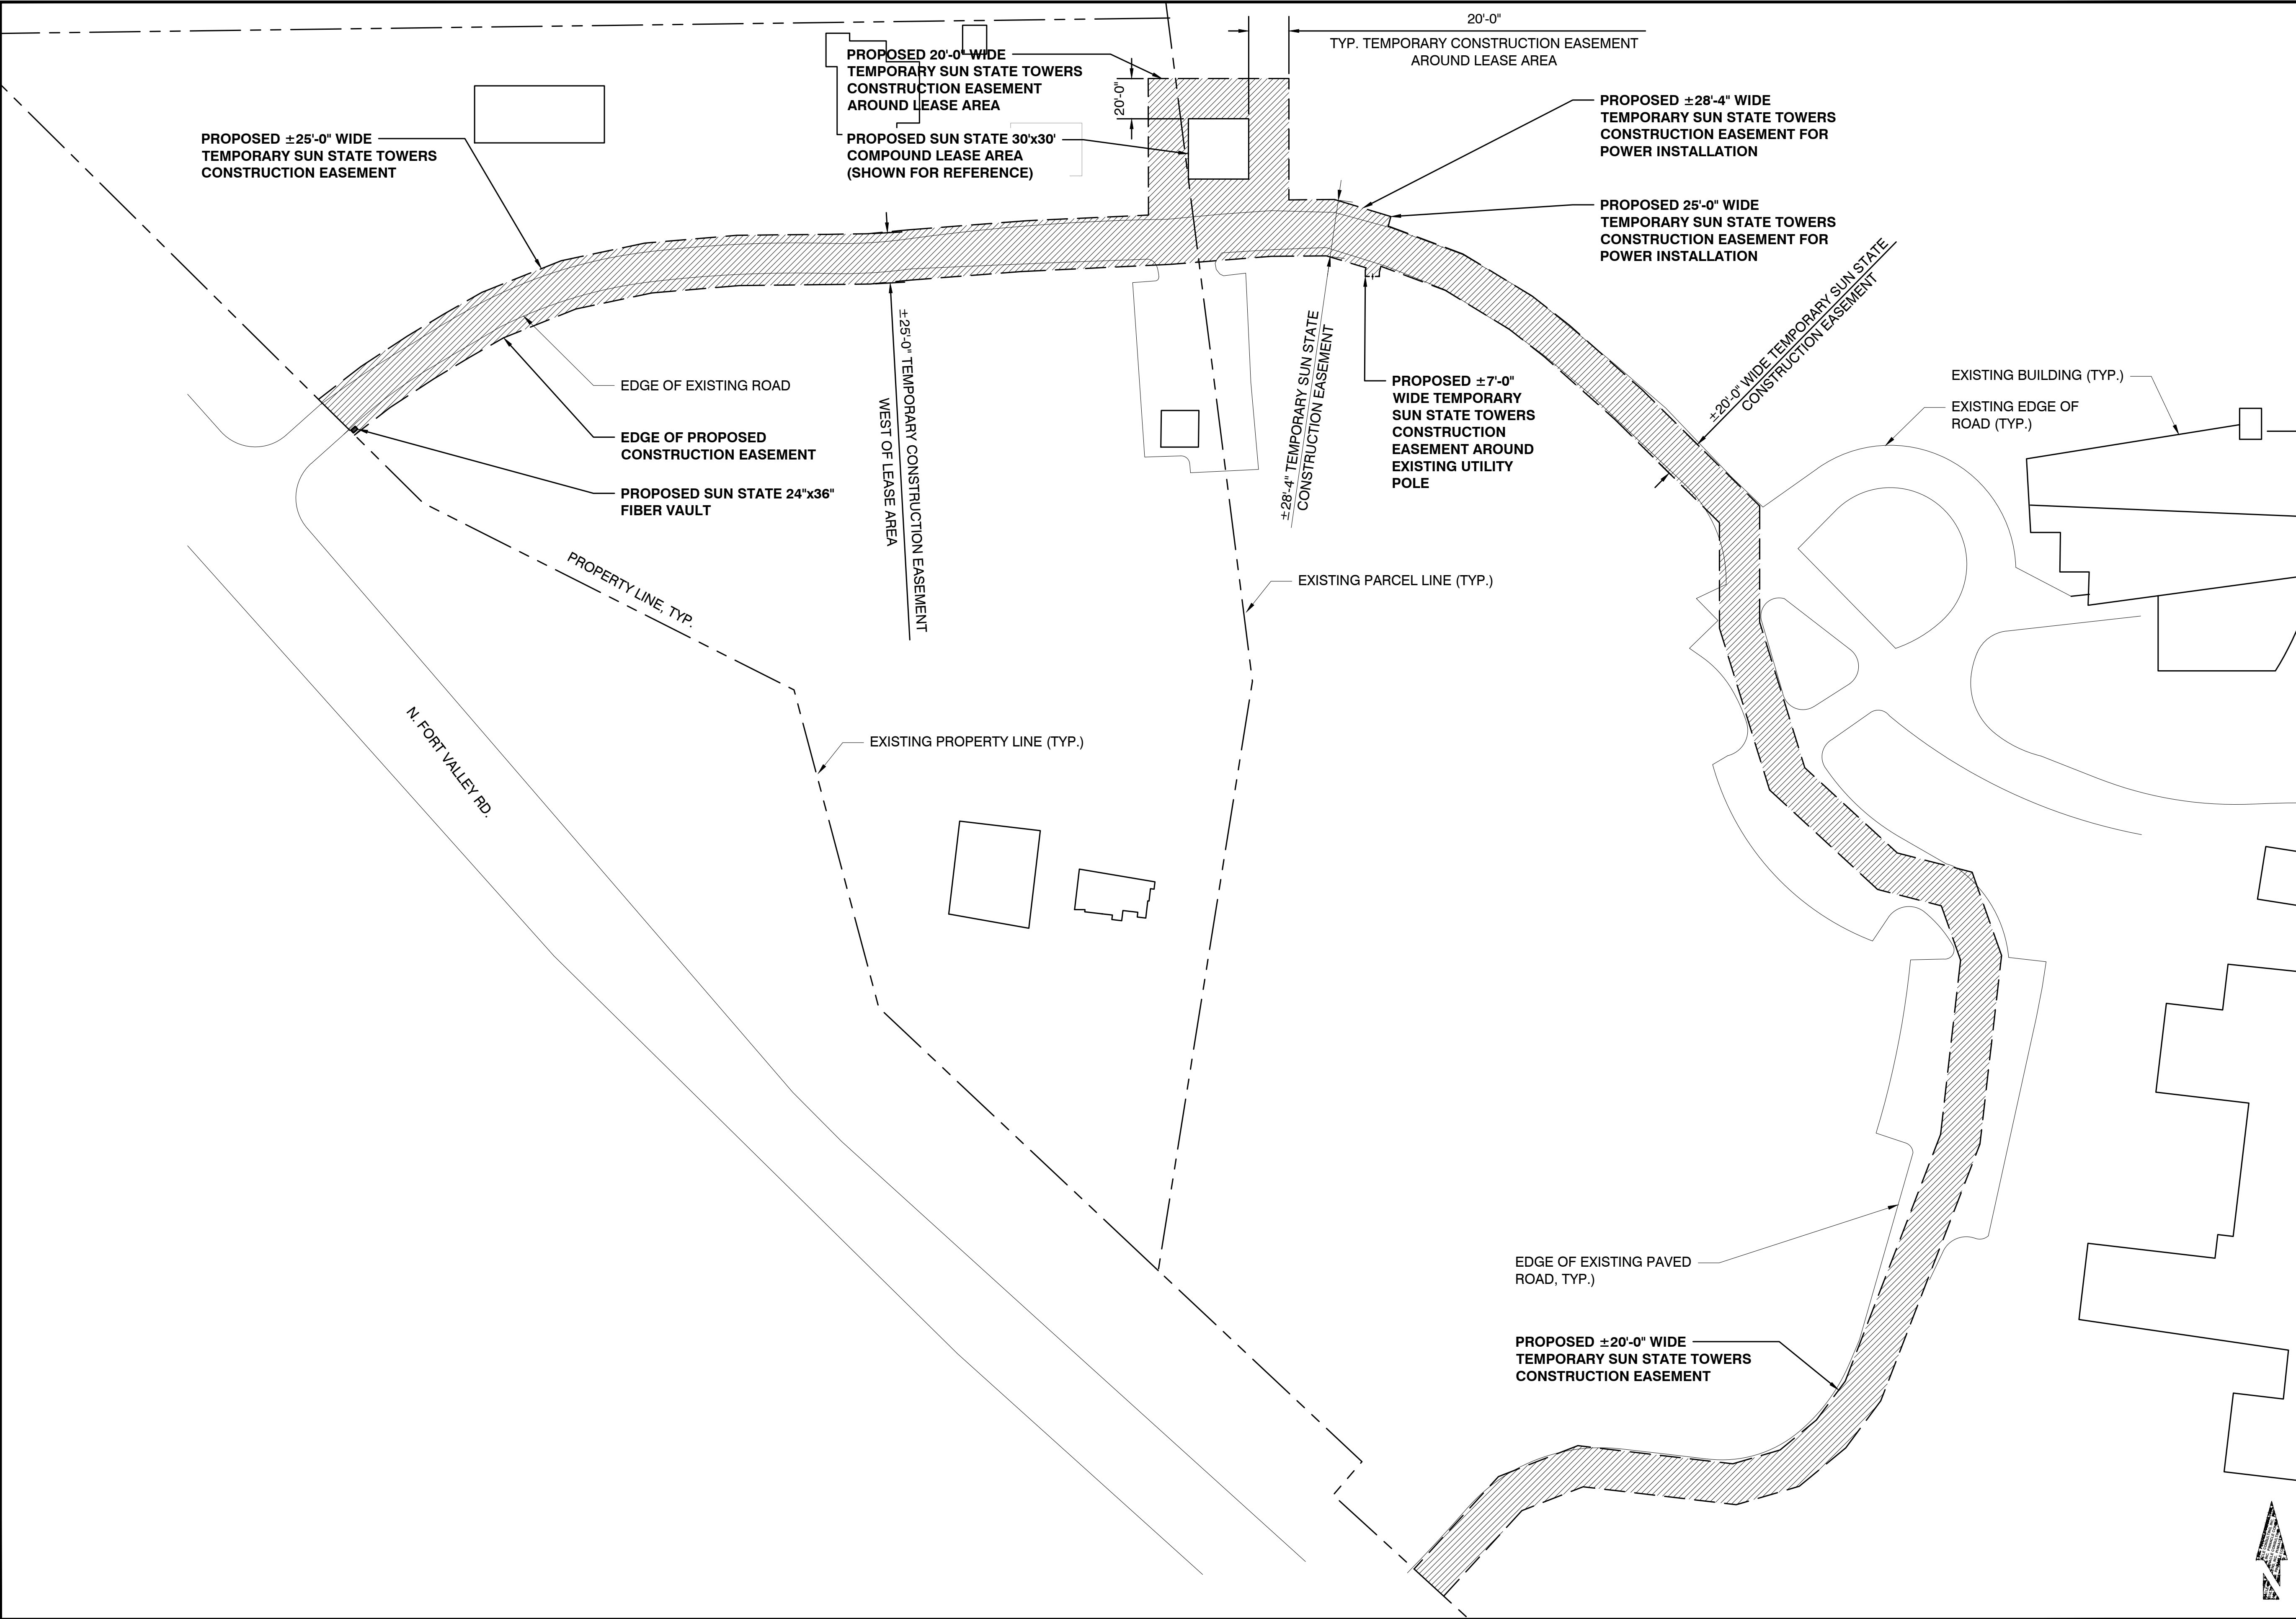 20'-0"
TYP. TEMPORARY CONSTRUCTION EASEMENT
AROUND LEASE AREA
PROPOSED 20'-0" WIDE
TEMPORARY SUN STATE TOWERS
CONSTRUCTION EASEMENT
AROUND LEASE AREA
20'-0"
PROPOSED SUN STATE 30'x30'
COMPOUND LEASE AREA
(SHOWN FOR REFERENCE)
PROPOSED ±25'-0" WIDE
TEMPORARY SUN STATE TOWERS
CONSTRUCTION EASEMENT
PROPOSED ±28'-4" WIDE
TEMPORARY SUN STATE TOWERS
CONSTRUCTION EASEMENT FOR
POWER INSTALLATION
PROPOSED 25'-0" WIDE
TEMPORARY SUN STATE TOWERS
CONSTRUCTION EASEMENT FOR
POWER INSTALLATION
±20'-0" WIDE TEMPORARY SUN STATE
CONSTRUCTION EASEMENT
EXISTING BUILDING (TYP.)
EXISTING EDGE OF
ROAD (TYP.)
EDGE OF EXISTING ROAD
EDGE OF PROPOSED
CONSTRUCTION EASEMENT
PROPOSED SUN STATE 24"x36"
FIBER VAULT
±25'-0" TEMPORARY CONSTRUCTION EASEMENT
WEST OF LEASE AREA
±28'-4" TEMPORARY SUN STATE
CONSTRUCTION EASEMENT
PROPOSED ±7'-0"
WIDE TEMPORARY
SUN STATE TOWERS
CONSTRUCTION
EASEMENT AROUND
EXISTING UTILITY
POLE
PROPERTY LINE, TYP.
EXISTING PARCEL LINE (TYP.)
N. FORT VALLEY RD.
EXISTING PROPERTY LINE (TYP.)
EDGE OF EXISTING PAVED
ROAD, TYP.)
PROPOSED ±20'-0" WIDE
TEMPORARY SUN STATE TOWERS
CONSTRUCTION EASEMENT
N